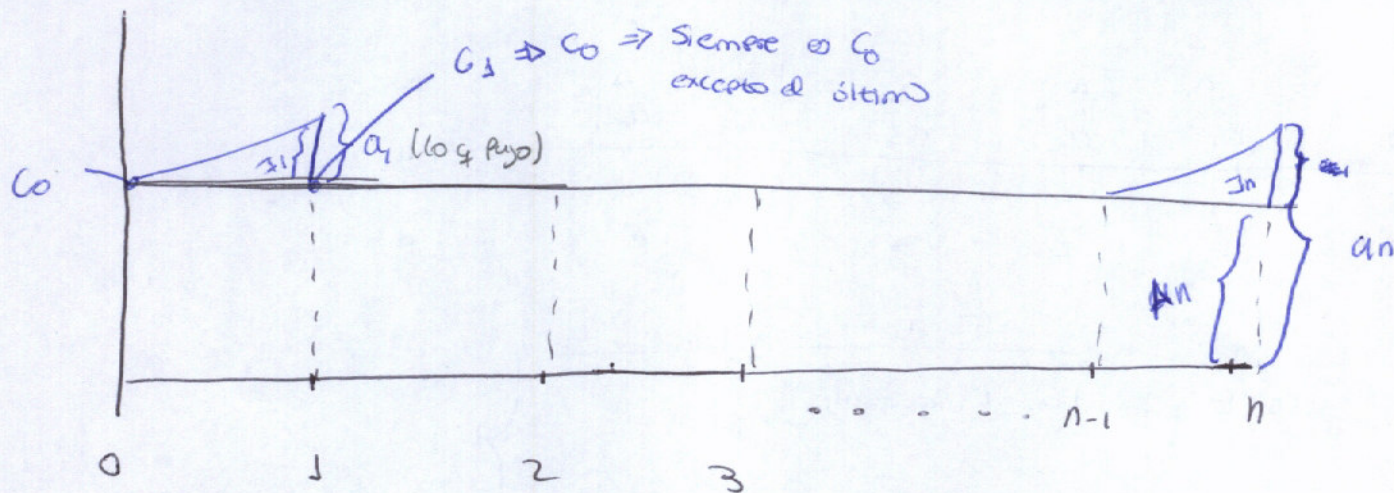 C1 ⇒ C0 ⇒ Siempre es C0
excepto el último
C0
I1
a1 (lo q pago)
In
an
Mn
0 1 2 3 . . . . . n-1 n